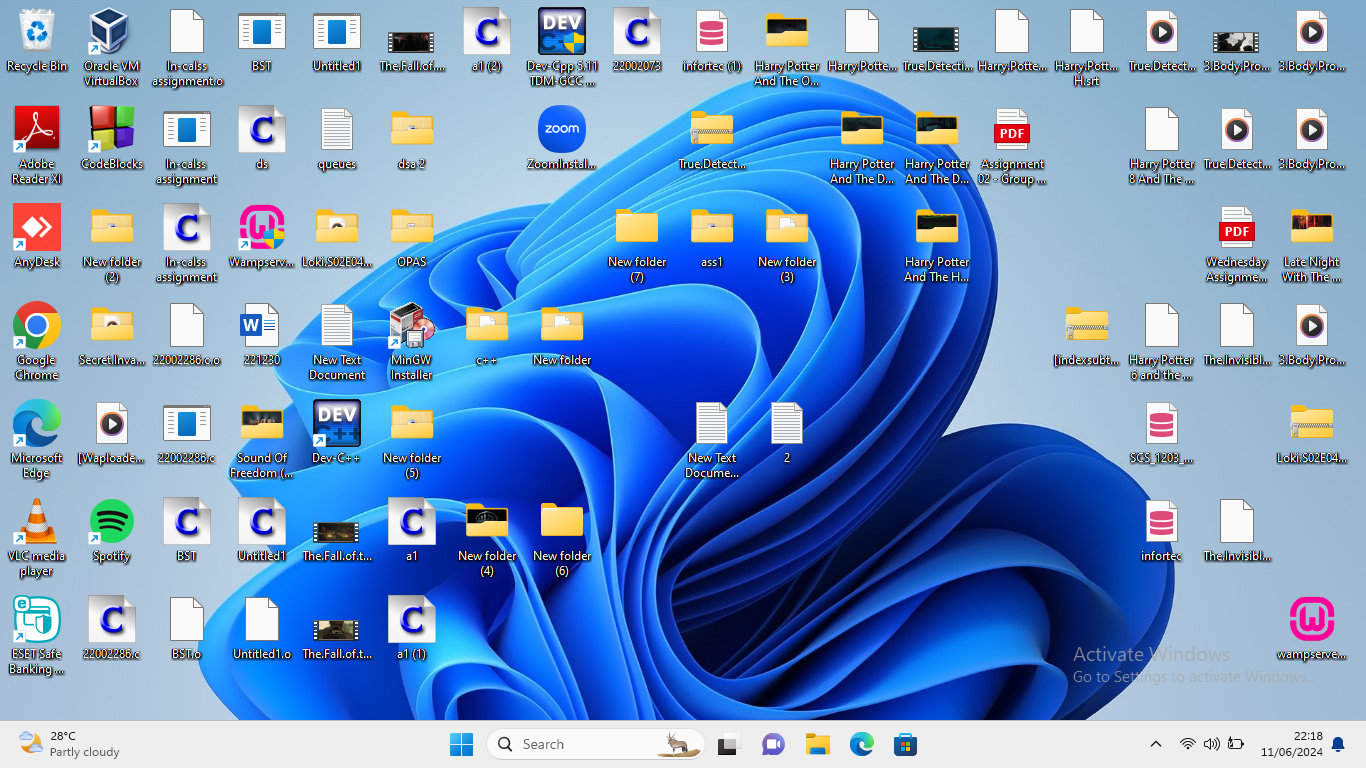 Recycle Bin
Oracle VM
VirtualBox
In-calss
assignment.o
BST
Untitled1
The.Fall.of....
a1 (2)
DEV
C++
Dev-Cpp 5.11
TDM-GCC ...
22002073
infortec (1)
Harry Potter
And The O...
Harry.Potte...
True.Detecti...
Harry.Potte...
Harry.Pott...
H.srt
True.Detect...
3.Body.Pro...
3.Body.Pro...
Adobe
Reader XI
CodeBlocks
In-calss
assignment
ds
queues
dsa 2
zoom
ZoomInstal...
True.Detect...
Harry Potter
And The D...
Harry Potter
And The D...
PDF
Assignment
02 - Group ...
Harry Potter
8 And The ...
True.Detect...
3.Body.Pro...
AnyDesk
New folder
(2)
In-calss
assignment
Wampserv...
Loki.S02E04...
OPAS
New folder
(7)
ass1
New folder
(3)
Harry Potter
And The H...
PDF
Wednesday
Assignme...
Late Night
With The ...
Google
Chrome
Secret.Inva...
22002286.c.o
W
221230
New Text
Document
MinGW
Installer
c++
New folder
[indexsubt...
Harry Potter
6 and the ...
The.Invisibl...
3.Body.Pro...
Microsoft
Edge
[Waploade...
22002286.c
Sound Of
Freedom (...
DEV
C++
Dev-C++
New folder
(5)
New Text
Docume...
2
SCS_1203_...
Loki.S02E04...
VLC media
player
Spotify
BST
Untitled1
The.Fall.of.t...
a1
New folder
(4)
New folder
(6)
infortec
The.Invisibl...
ESET Safe
Banking ...
22002286.c
BST.o
Untitled1.o
The.Fall.of.t...
a1 (1)
wampserve...
Activate Windows
Go to Settings to activate Windows.
28°C
Partly cloudy
Search
22:18
11/06/2024